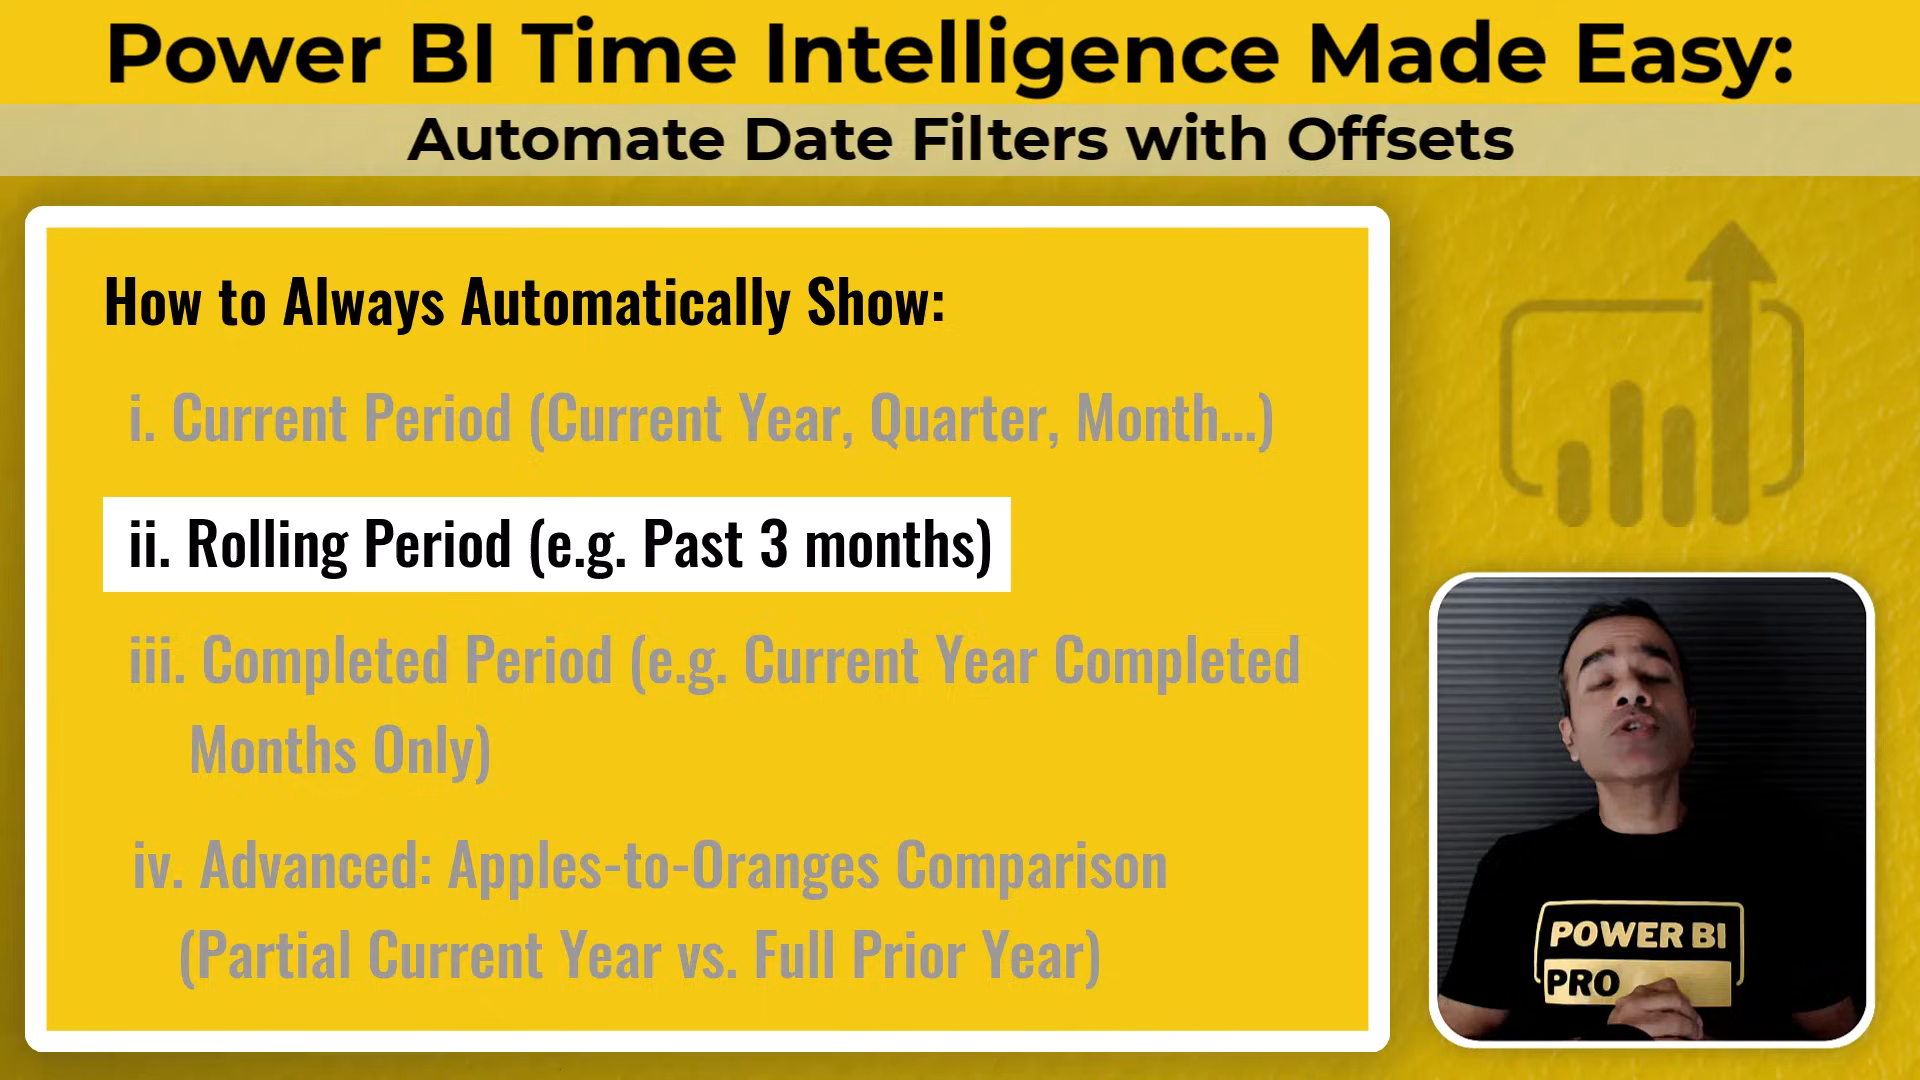 Power BI Time Intelligence Made Easy:
Automate Date Filters with Offsets
How to Always Automatically Show:
i. Current Period (Current Year, Quarter, Month...)
ii. Rolling Period (e.g. Past 3 months)
iii. Completed Period (e.g. Current Year Completed
Months Only)
iv. Advanced: Apples-to-Oranges Comparison
(Partial Current Year vs. Full Prior Year)
POWER BI
PRO